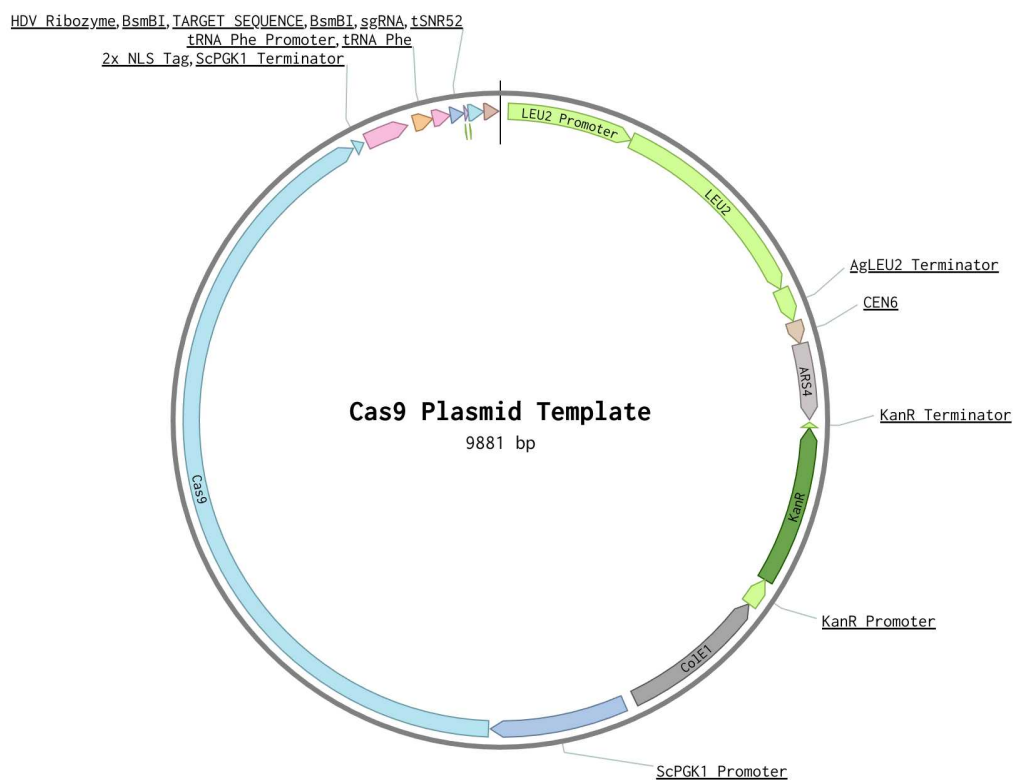 HDV Ribozyme, BsmBI, TARGET SEQUENCE, BsmBI, sgRNA, tSNR52
tRNA Phe Promoter, tRNA Phe
2x NLS Tag, ScPGK1 Terminator
LEU2 Promoter
LEU2
AgLEU2 Terminator
CEN6
ARS4
KanR Terminator
Cas9 Plasmid Template
9881 bp
Cas9
KanR
KanR Promoter
ColE1
ScPGK1 Promoter